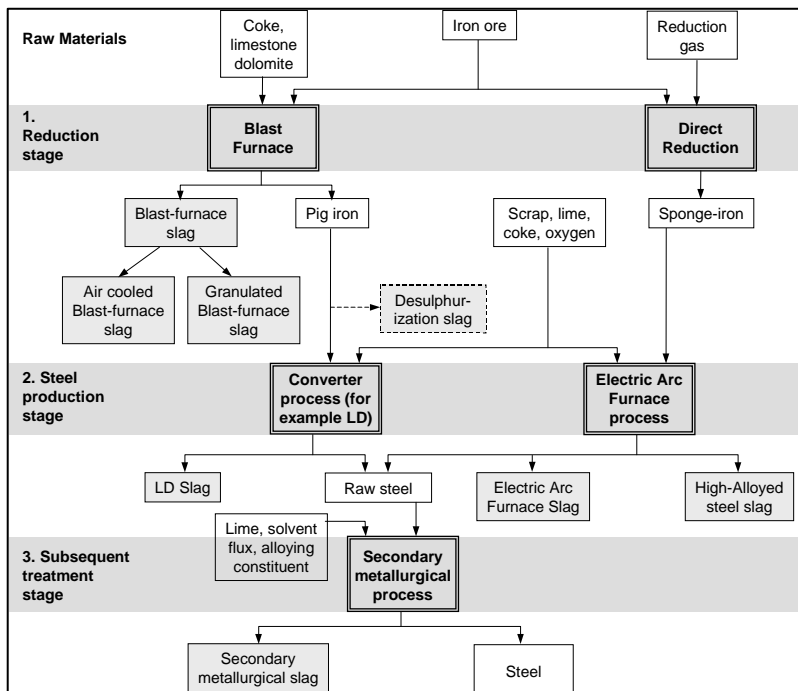 Raw Materials
Coke,
limestone
dolomite
Iron ore
Reduction
gas
1.
Reduction
stage
Blast
Furnace
Direct
Reduction
Blast-furnace
slag
Pig iron
Scrap, lime,
coke, oxygen
Sponge-iron
Air cooled
Blast-furnace
slag
Granulated
Blast-furnace
slag
Desulphur-
ization slag
2. Steel
production
stage
Converter
process (for
example LD)
Electric Arc
Furnace
process
LD Slag
Raw steel
Electric Arc
Furnace Slag
High-Alloyed
steel slag
Lime, solvent
flux, alloying
constituent
3. Subsequent
treatment
stage
Secondary
metallurgical
process
Secondary
metallurgical slag
Steel